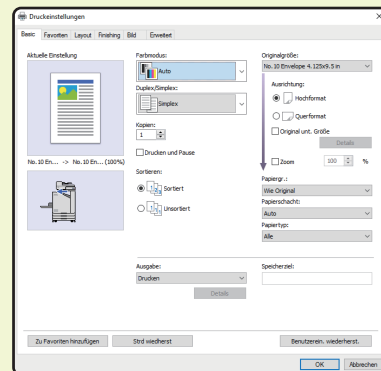 Druckeinstellungen
Basic Favoriten Layout Finishing Bild Erweitert
Aktuelle Einstellung
No. 10 En... -> No. 10 En... (100%)
Farbmodus:
Auto
Duplex/Simplex:
Simplex
Kopien:
1
Drucken und Pause
Sortieren:
Sortiert
Unsortiert
Ausgabe:
Drucken
Details
Originalgröße:
No. 10 Envelope 4.125x9.5 in
Ausrichtung:
Hochformat
Querformat
Original unt. Größe
Details
Zoom 100 %
Papiergr.:
Wie Original
Papierschacht:
Auto
Papiertyp:
Alle
Speicherziel:
Zu Favoriten hinzufügen Strd wiedherst Benutzerein. wiederherst.
OK Abbrechen